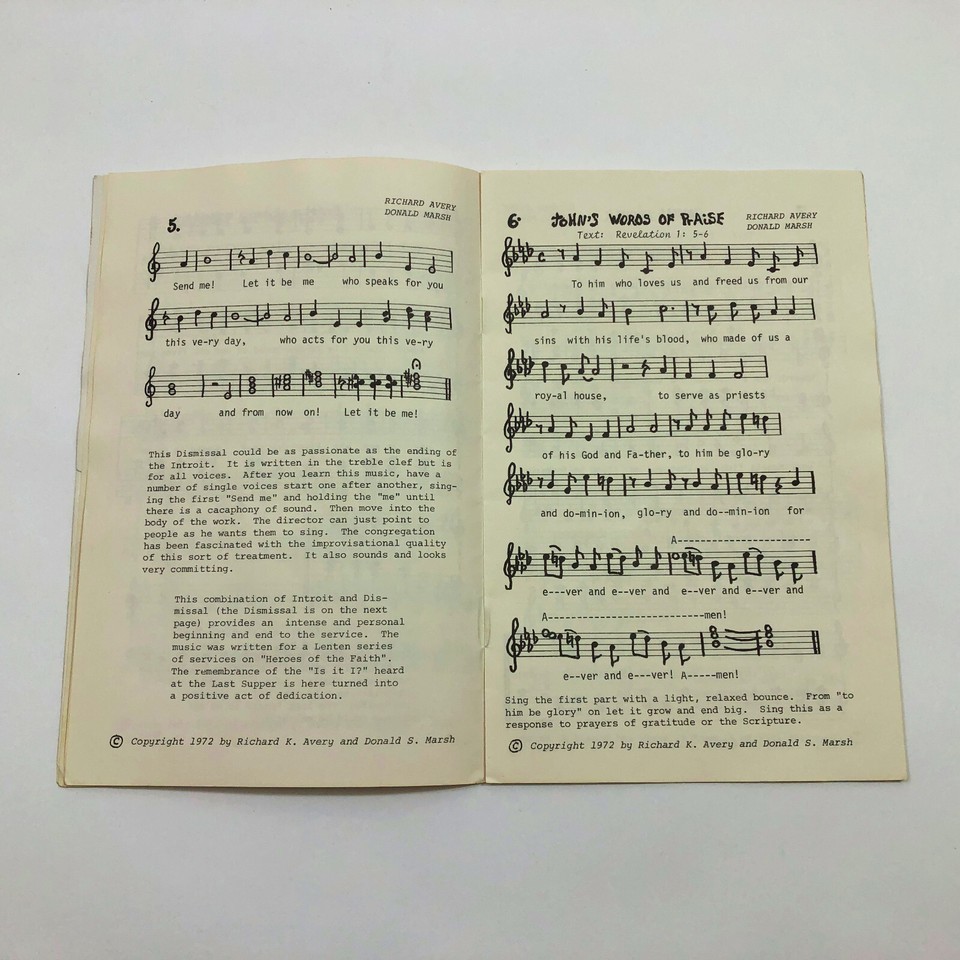 RICHARD AVERY
DONALD MARSH
5.
Send me! Let it be me who speaks for you
this ve-ry day, who acts for you this ve-ry
day and from now on! Let it be me!
This Dismissal could be as passionate as the ending of
the Introit. It is written in the treble clef but is
for all voices. After you learn this music, have a
number of single voices start one after another, sing-
ing the first "Send me" and holding the "me" until
there is a cacaphony of sound. Then move into the
body of the work. The director can just point to
people as he wants them to sing. The congregation
has been fascinated with the improvisational quality
of this sort of treatment. It also sounds and looks
very committing.
This combination of Introit and Dis-
missal (the Dismissal is on the next
page) provides an intense and personal
beginning and end to the service. The
music was written for a Lenten series
of services on "Heroes of the Faith".
The remembrance of the "Is it I?" heard
at the Last Supper is here turned into
a positive act of dedication.
© Copyright 1972 by Richard K. Avery and Donald S. Marsh
6. JOHN'S WORDS OF PRAiSE
RICHARD AVERY
DONALD MARSH
Text: Revelation 1: 5-6
To him who loves us and freed us from our
sins with his life's blood, who made of us a
roy-al house, to serve as priests
of his God and Fa-ther, to him be glo-ry
and do-min-ion, glo-ry and do--min-ion for
A-----------------------
e---ver and e--ver and e--ver and e--ver and
A---------------------------men!
e--ver and e---ver! A-----men!
Sing the first part with a light, relaxed bounce. From "to
him be glory" on let it grow and end big. Sing this as a
response to prayers of gratitude or the Scripture.
© Copyright 1972 by Richard K. Avery and Donald S. Marsh